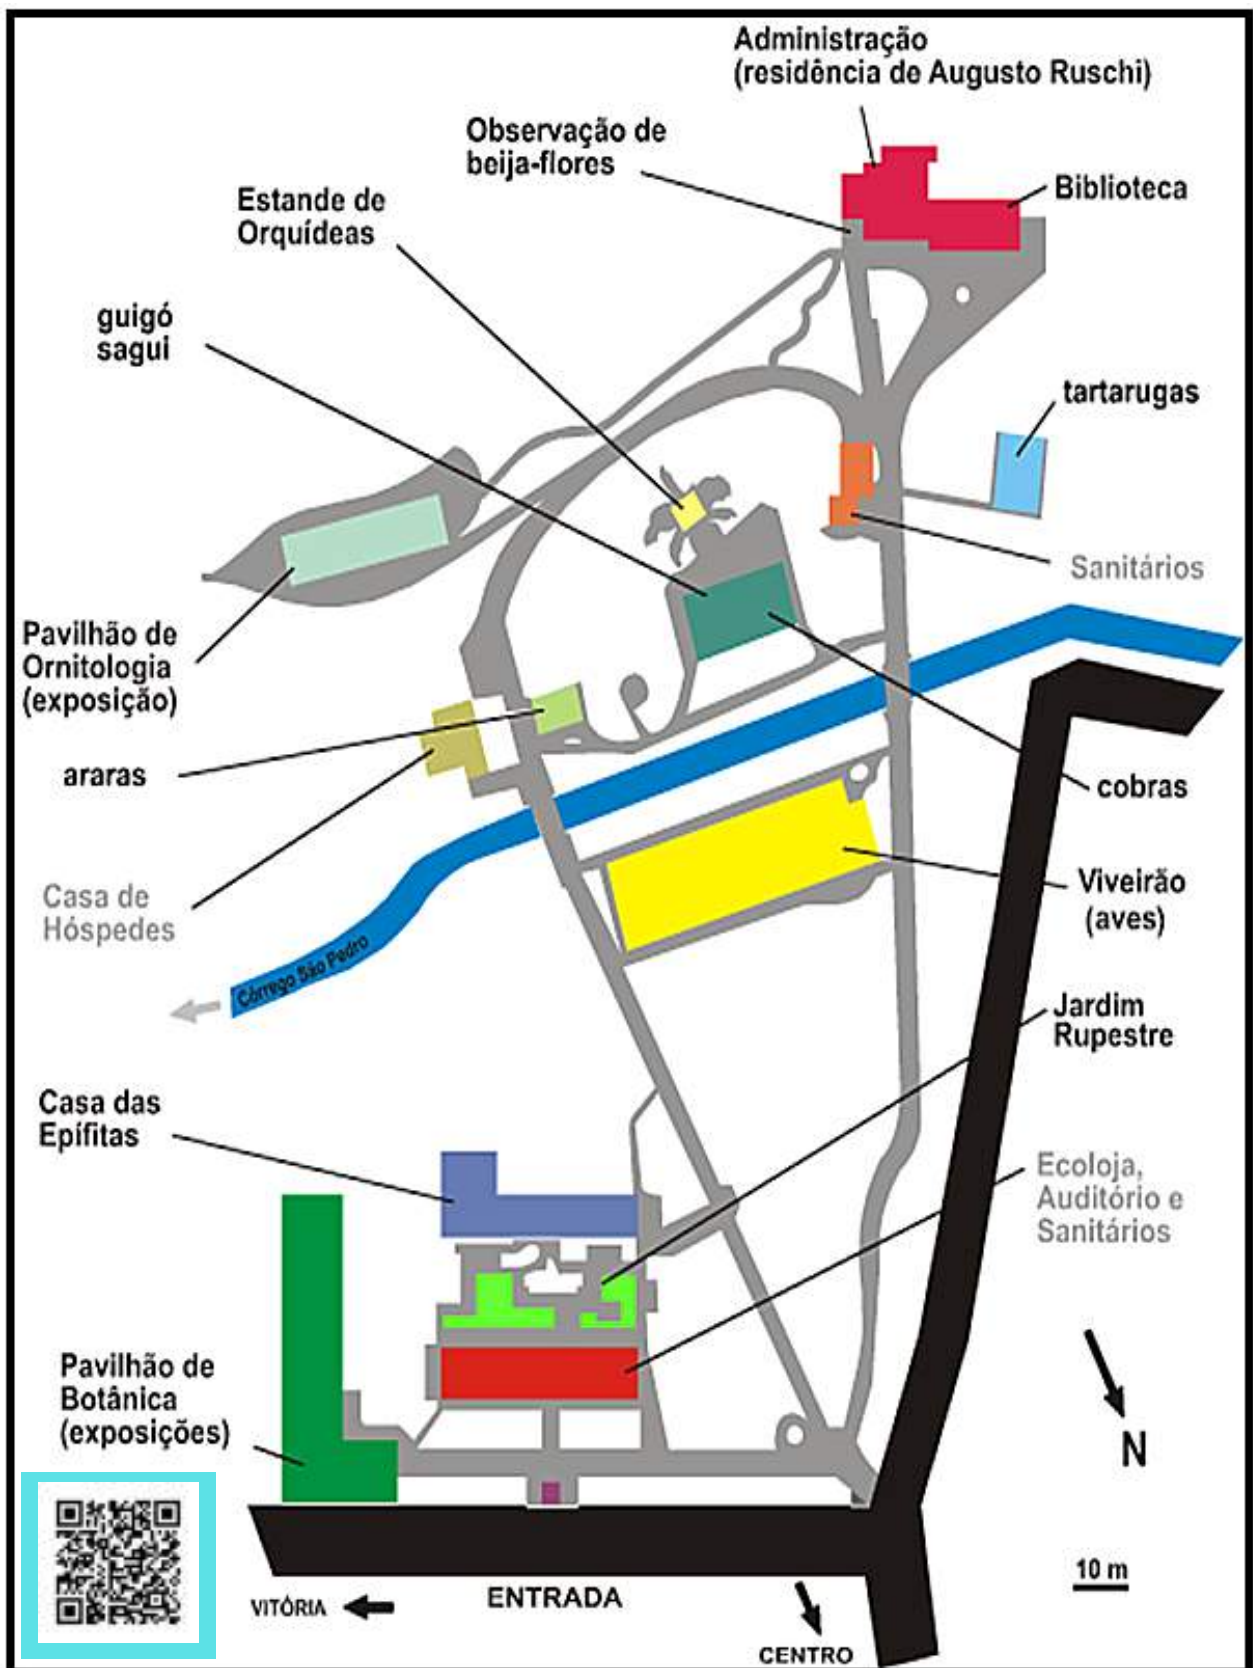 Administração
(residência de Augusto Ruschi)
Observação de
beija-flores
Biblioteca
Estande de
Orquídeas
guigó
sagui
tartarugas
Sanitários
Pavilhão de
Ornitologia
(exposição)
araras
cobras
Casa de
Hóspedes
Viveirão
(aves)
Córrego São Pedro
Jardim
Rupestre
Casa das
Epífitas
Ecoloja,
Auditório e
Sanitários
Pavilhão de
Botânica
(exposições)
N
10 m
VITÓRIA
ENTRADA
CENTRO